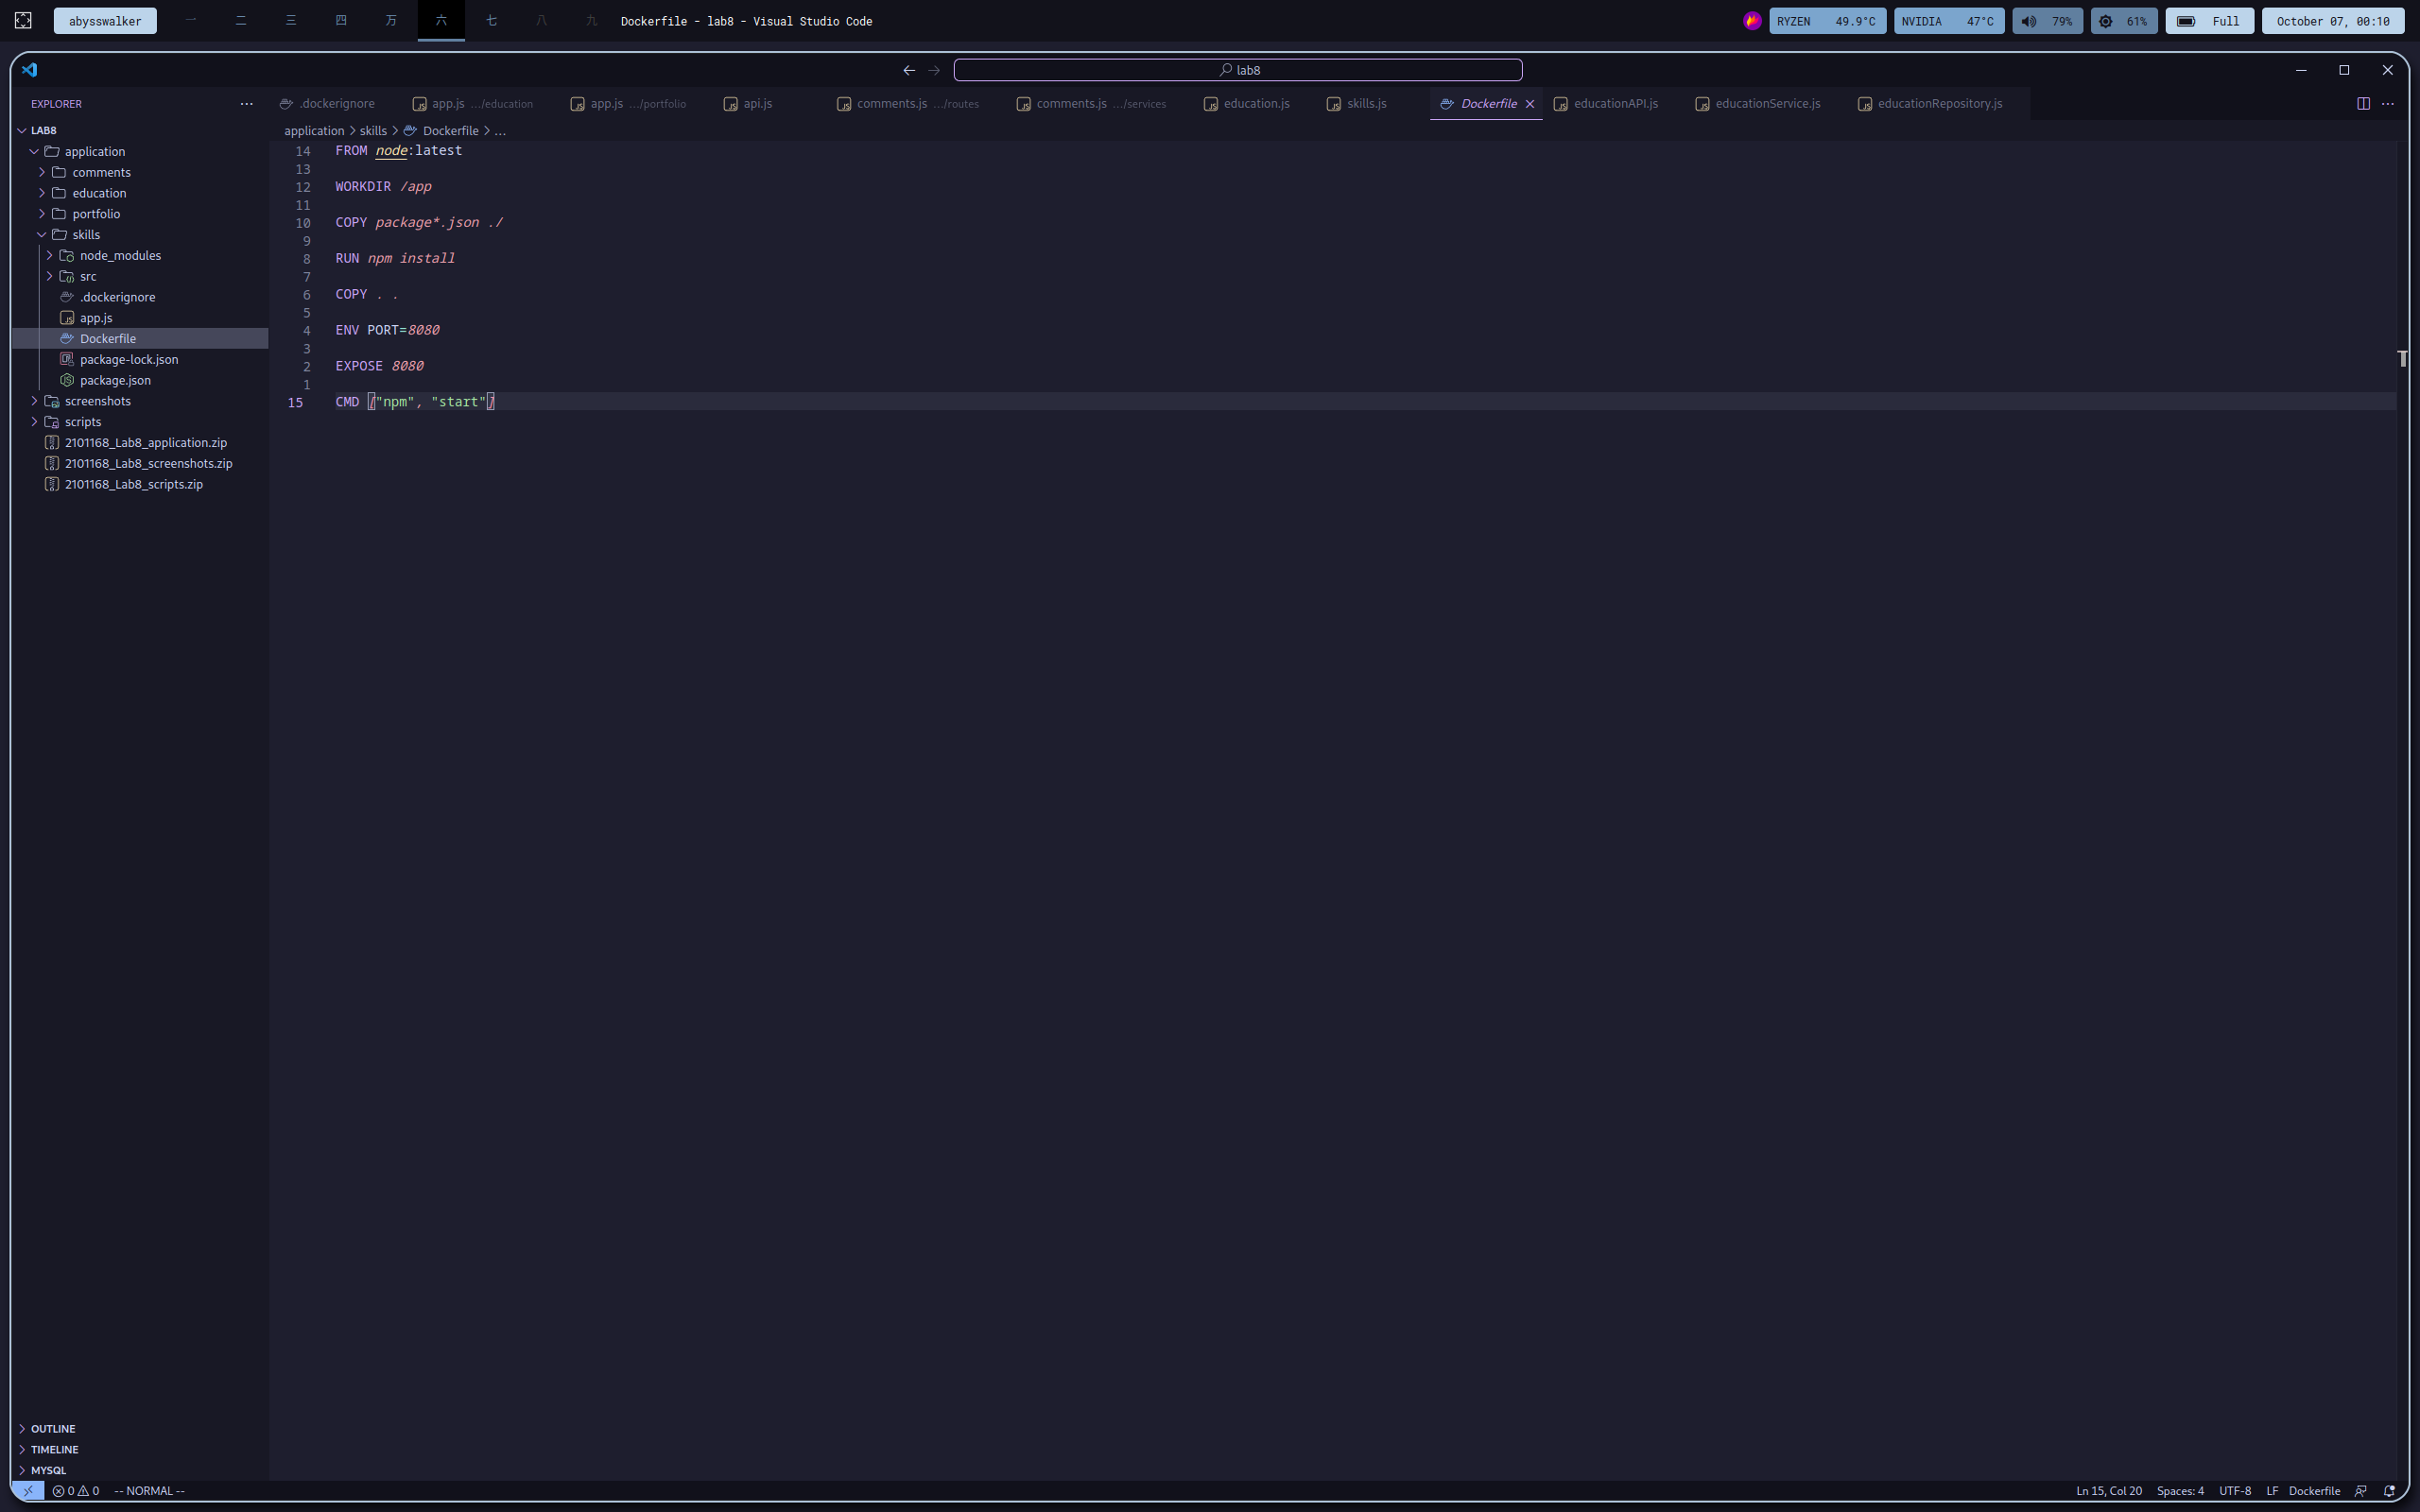 abysswalker 一 二 三 四 万 六 七 八 九 Dockerfile - lab8 - Visual Studio Code RYZEN 49.9°C NVIDIA 47°C 79% 61% Full October 07, 00:10
lab8
EXPLORER ...
.dockerignore app.js .../education app.js .../portfolio api.js comments.js .../routes comments.js .../services education.js skills.js Dockerfile educationAPI.js educationService.js educationRepository.js
application > skills > Dockerfile > ...
LAB8
application
comments
education
portfolio
skills
node_modules
src
.dockerignore
app.js
Dockerfile
package-lock.json
package.json
screenshots
scripts
2101168_Lab8_application.zip
2101168_Lab8_screenshots.zip
2101168_Lab8_scripts.zip
14 FROM node:latest
13
12 WORKDIR /app
11
10 COPY package*.json ./
9
8 RUN npm install
7
6 COPY . .
5
4 ENV PORT=8080
3
2 EXPOSE 8080
1
15 CMD ["npm", "start"]
OUTLINE
TIMELINE
MYSQL
0 0 -- NORMAL -- Ln 15, Col 20 Spaces: 4 UTF-8 LF Dockerfile